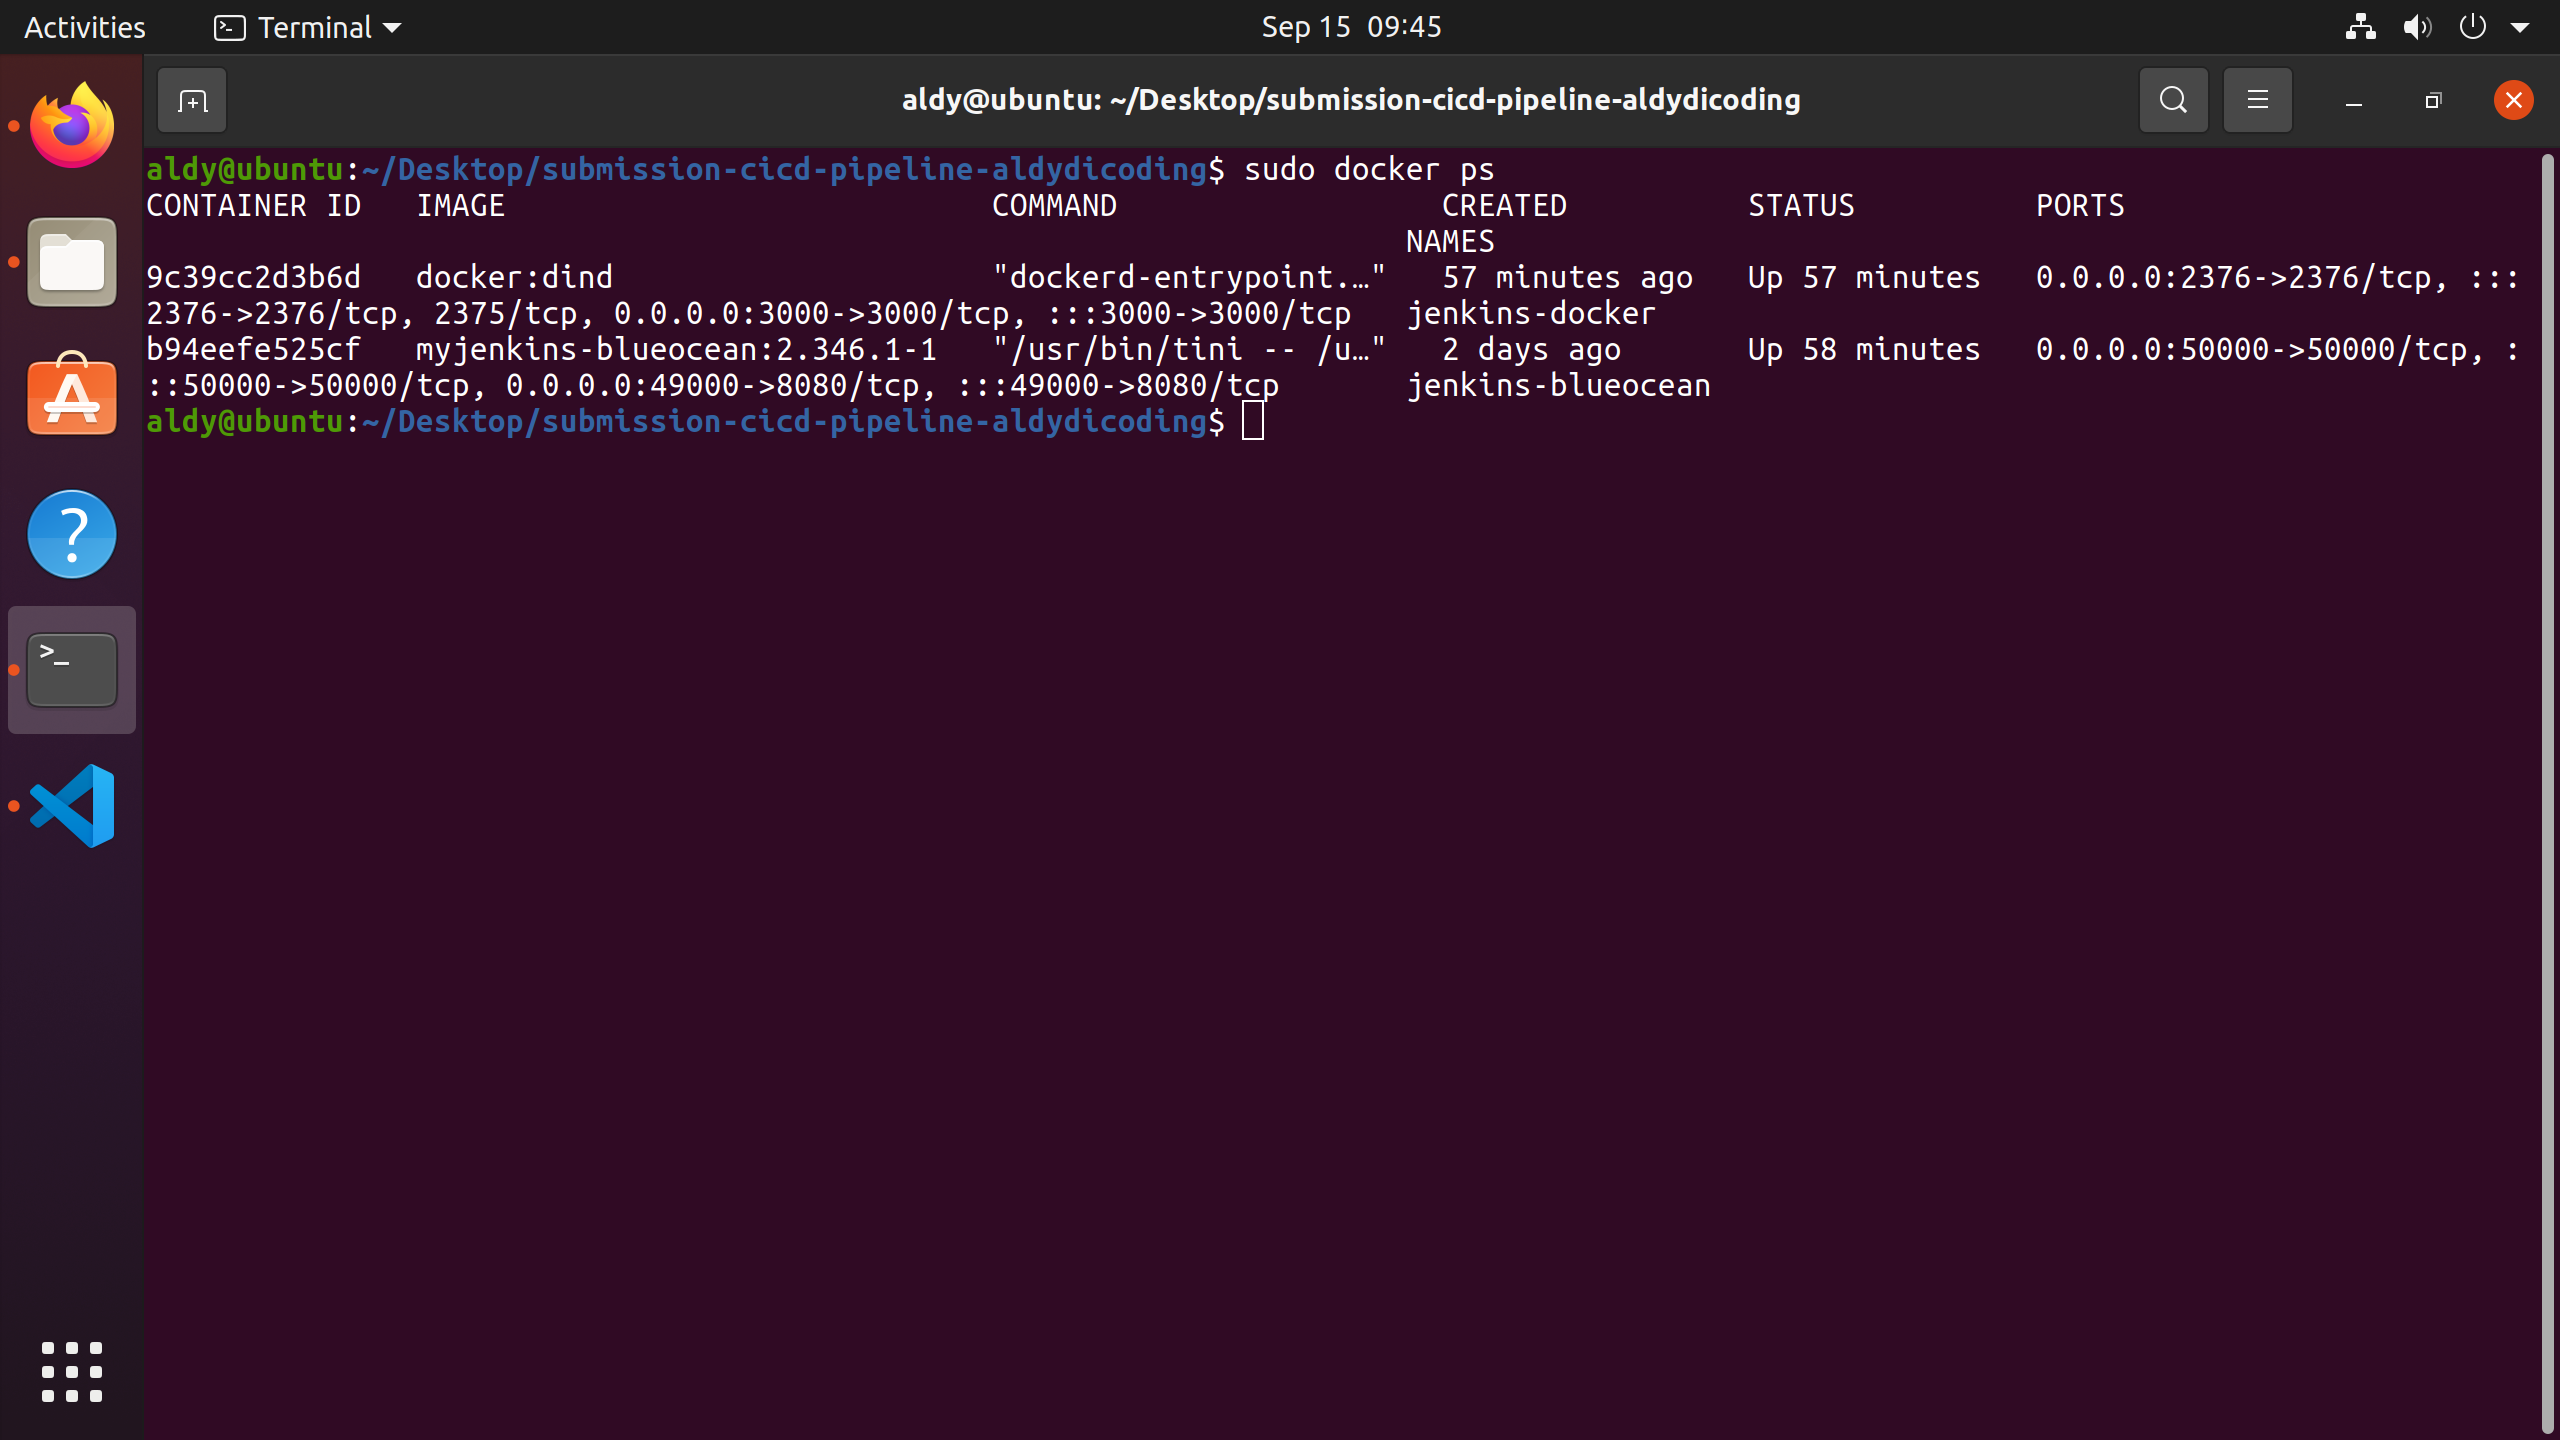 Activities Terminal Sep 15 09:45
aldy@ubuntu: ~/Desktop/submission-cicd-pipeline-aldydicoding
aldy@ubuntu:~/Desktop/submission-cicd-pipeline-aldydicoding$ sudo docker ps
CONTAINER ID   IMAGE                           COMMAND                  CREATED          STATUS          PORTS
NAMES
9c39cc2d3b6d   docker:dind                     "dockerd-entrypoint.…"   57 minutes ago   Up 57 minutes   0.0.0.0:2376->2376/tcp, :::
2376->2376/tcp, 2375/tcp, 0.0.0.0:3000->3000/tcp, :::3000->3000/tcp   jenkins-docker
b94eefe525cf   myjenkins-blueocean:2.346.1-1   "/usr/bin/tini -- /u…"   2 days ago       Up 58 minutes   0.0.0.0:50000->50000/tcp, :
::50000->50000/tcp, 0.0.0.0:49000->8080/tcp, :::49000->8080/tcp       jenkins-blueocean
aldy@ubuntu:~/Desktop/submission-cicd-pipeline-aldydicoding$